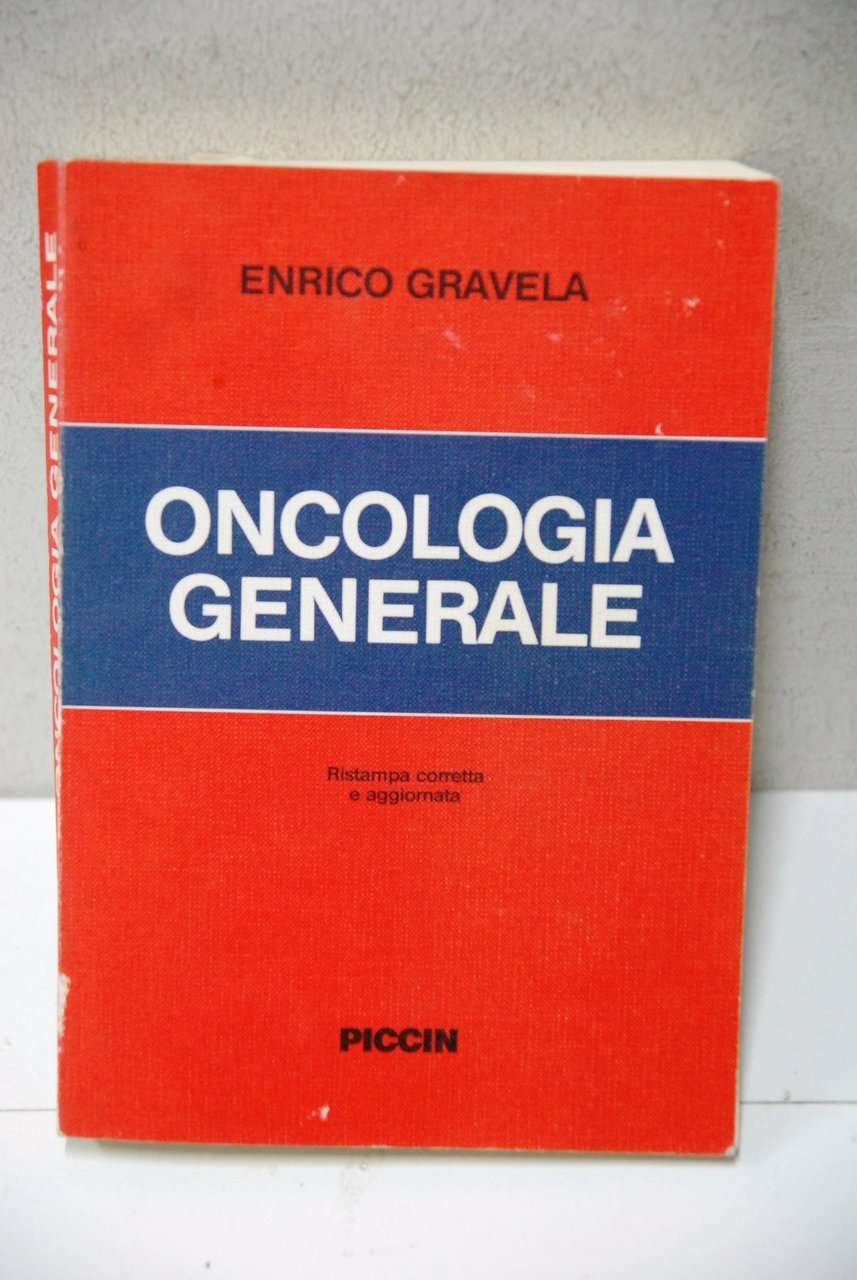 ENRICO GRAVELA
ONCOLOGIA
GENERALE
Ristampa corretta
e aggiornata
PICCIN
ONCOLOGIA GENERALE